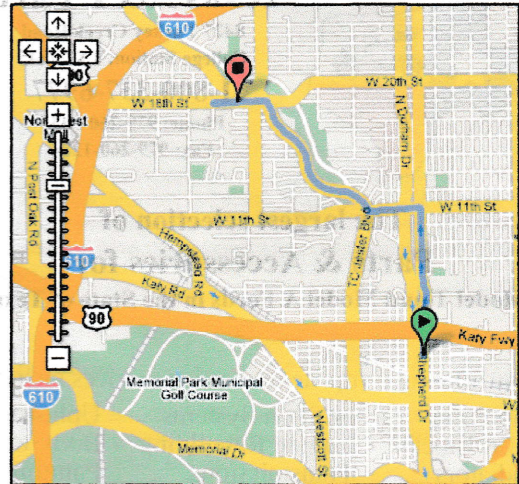 610
90
W 20th St
W 18th St
N Durham Dr
N Post Oak Rd
W 11th St
W 11th St
TC Jester Blvd
Hempstead Rd
610
Katy Rd
90
Katy Fwy
Memorial Park Municipal
Golf Course
Shepherd Dr
610
Westcott St
Memorial Dr